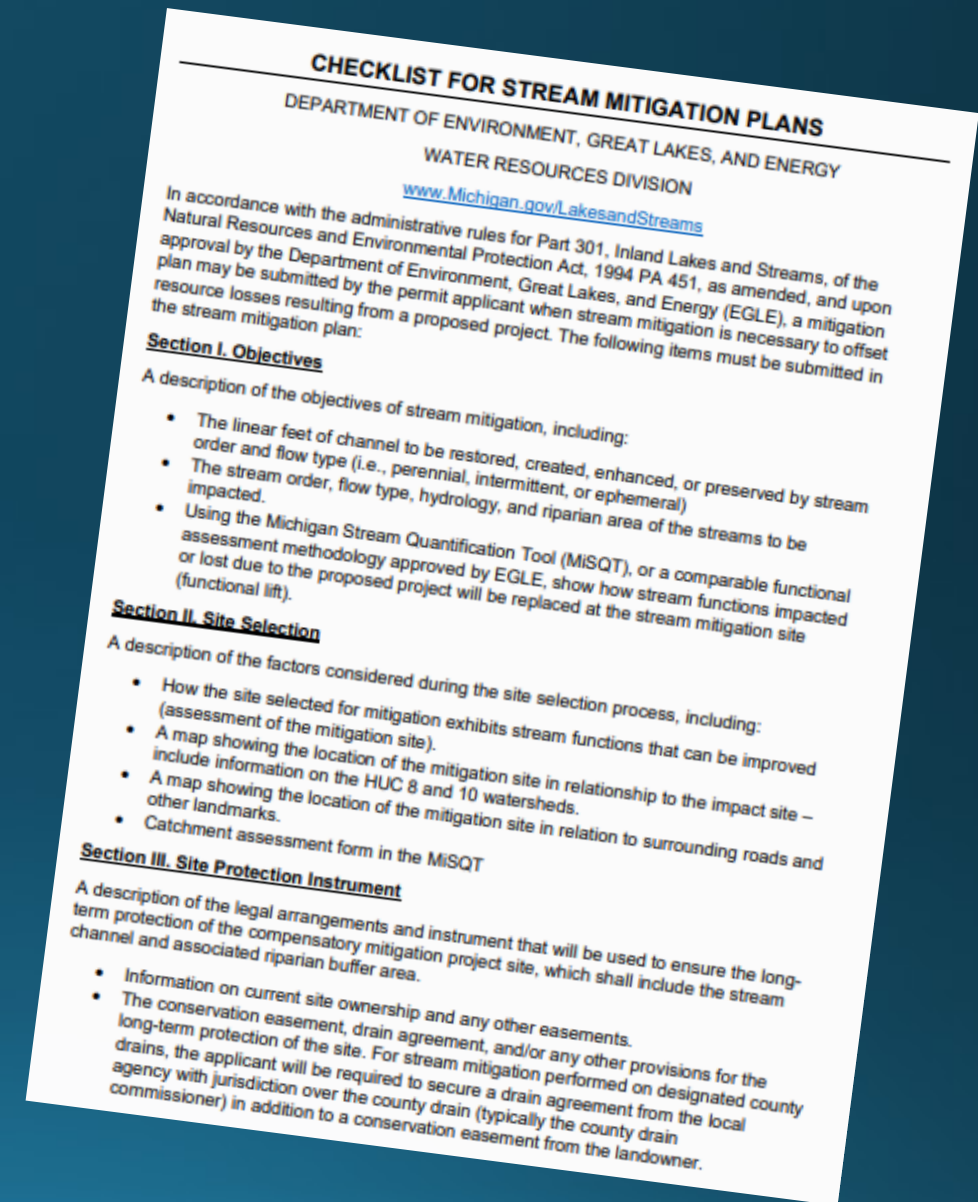 CHECKLIST FOR STREAM MITIGATION PLANS
DEPARTMENT OF ENVIRONMENT, GREAT LAKES, AND ENERGY
WATER RESOURCES DIVISION
www.Michigan.gov/LakesandStreams
In accordance with the administrative rules for Part 301, Inland Lakes and Streams, of the
Natural Resources and Environmental Protection Act, 1994 PA 451, as amended, and upon
approval by the Department of Environment, Great Lakes, and Energy (EGLE), a mitigation
plan may be submitted by the permit applicant when stream mitigation is necessary to offset
resource losses resulting from a proposed project. The following items must be submitted in
the stream mitigation plan:
Section I. Objectives
A description of the objectives of stream mitigation, including:
• The linear feet of channel to be restored, created, enhanced, or preserved by stream
order and flow type (i.e., perennial, intermittent, or ephemeral)
• The stream order, flow type, hydrology, and riparian area of the streams to be
impacted.
• Using the Michigan Stream Quantification Tool (MiSQT), or a comparable functional
assessment methodology approved by EGLE, show how stream functions impacted
or lost due to the proposed project will be replaced at the stream mitigation site
(functional lift).
Section II. Site Selection
A description of the factors considered during the site selection process, including:
• How the site selected for mitigation exhibits stream functions that can be improved
(assessment of the mitigation site).
• A map showing the location of the mitigation site in relationship to the impact site –
include information on the HUC 8 and 10 watersheds.
• A map showing the location of the mitigation site in relation to surrounding roads and
other landmarks.
• Catchment assessment form in the MiSQT
Section III. Site Protection Instrument
A description of the legal arrangements and instrument that will be used to ensure the long-
term protection of the compensatory mitigation project site, which shall include the stream
channel and associated riparian buffer area.
• Information on current site ownership and any other easements.
• The conservation easement, drain agreement, and/or any other provisions for the
long-term protection of the site. For stream mitigation performed on designated county
drains, the applicant will be required to secure a drain agreement from the local
agency with jurisdiction over the county drain (typically the county drain
commissioner) in addition to a conservation easement from the landowner.